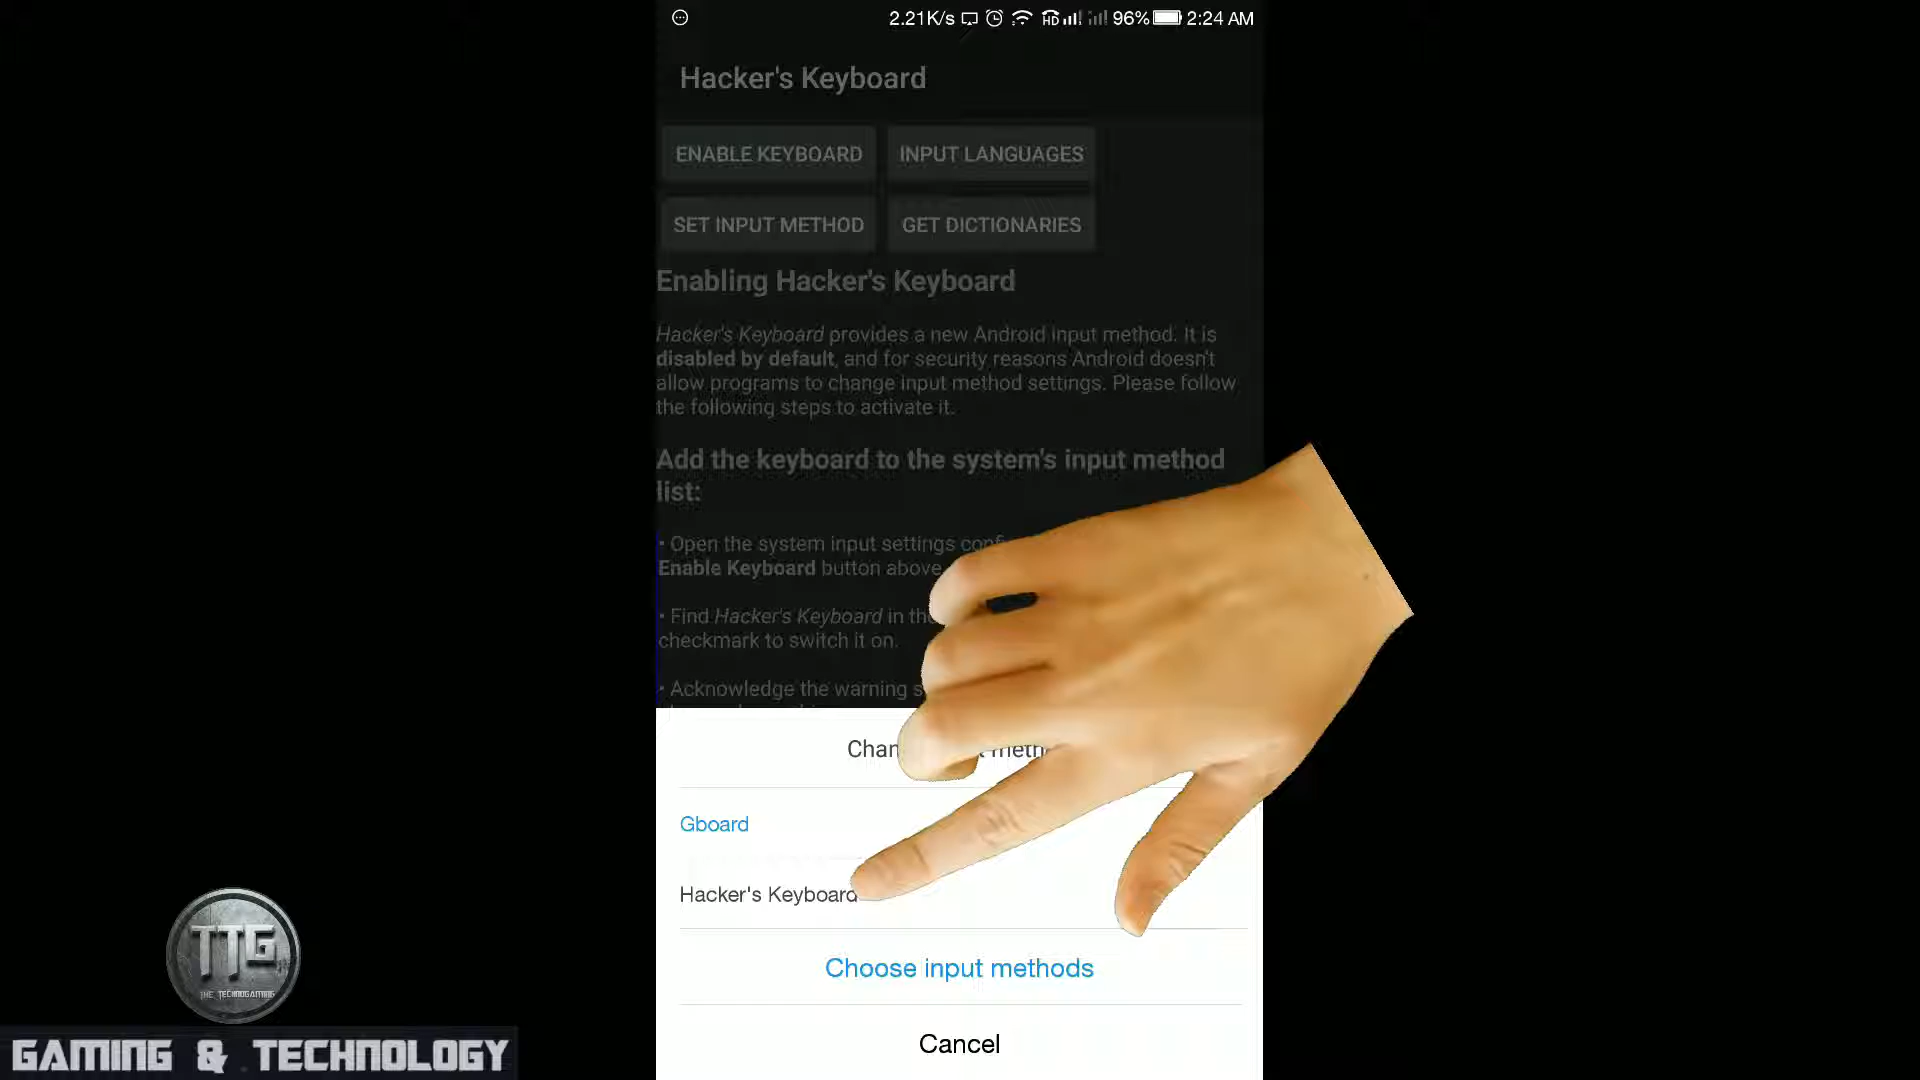 2.21K/s HD 96% 2:24 AM
Hacker's Keyboard
ENABLE KEYBOARD INPUT LANGUAGES
SET INPUT METHOD GET DICTIONARIES
Enabling Hacker's Keyboard
Hacker's Keyboard provides a new Android input method. It is
disabled by default, and for security reasons Android doesn't
allow programs to change input method settings. Please follow
the following steps to activate it.
Add the keyboard to the system's input method
list:
• Open the system input settings
Enable Keyboard button above
• Find Hacker's Keyboard in
checkmark to switch it on.
• Acknowledge the warning
Gboard
Hacker's Keyboard
Choose input methods
Cancel
TTG
THE TECHNOGAMING
GAMING & TECHNOLOGY